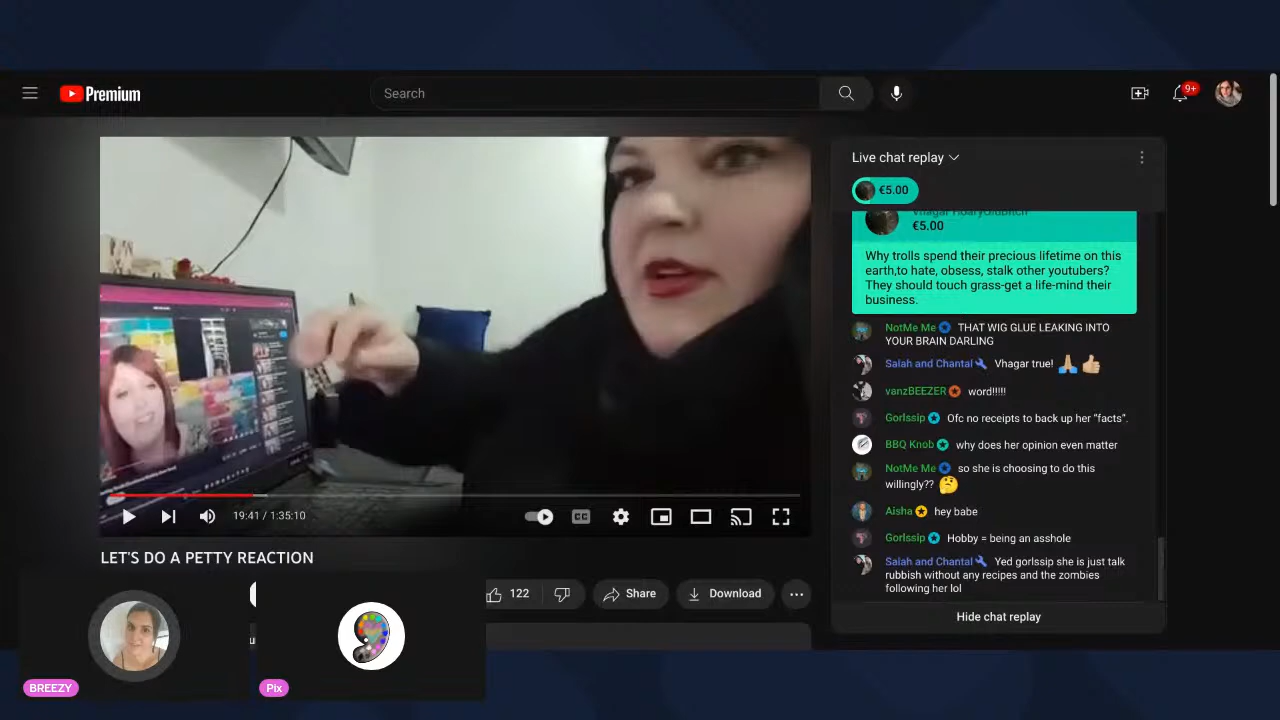 Premium
Search
9+
Live chat replay
€5.00
€5.00
Why trolls spend their precious lifetime on this
earth,to hate, obsess, stalk other youtubers?
They should touch grass-get a life-mind their
business.
NotMe Me THAT WIG GLUE LEAKING INTO
YOUR BRAIN DARLING
Salah and Chantal Vhagar true!
vanzBEEZER word!!!!!
Gorlssip Ofc no receipts to back up her "facts".
BBQ Knob why does her opinion even matter
NotMe Me so she is choosing to do this
willingly??
Aisha hey babe
Gorlssip Hobby = being an asshole
Salah and Chantal Yed gorlssip she is just talk
rubbish without any recipes and the zombies
following her lol
Hide chat replay
CC
19:41 / 1:35:10
LET'S DO A PETTY REACTION
122
Share
Download
BREEZY
Pix